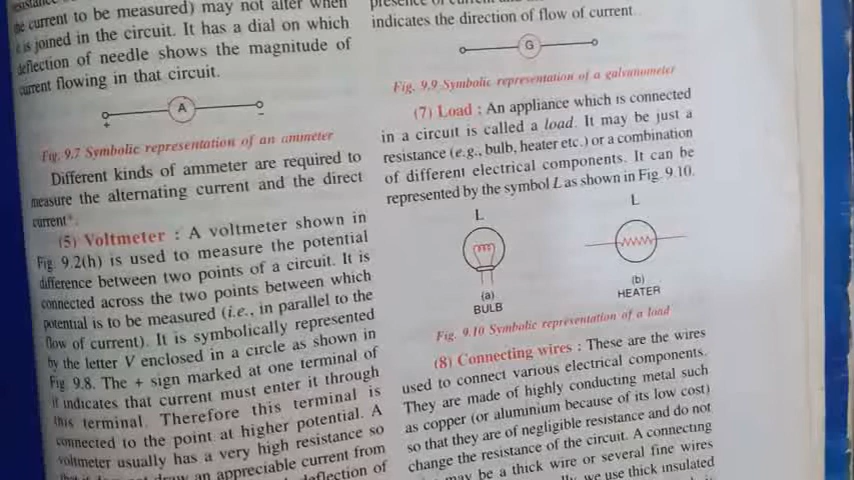 the current to be measured) may not alter when
it is joined in the circuit. It has a dial on which
deflection of needle shows the magnitude of
current flowing in that circuit.
A
+
−
Fig. 9.7 Symbolic representation of an ammeter
Different kinds of ammeter are required to
measure the alternating current and the direct
current*.
(5) Voltmeter : A voltmeter shown in
Fig. 9.2(h) is used to measure the potential
difference between two points of a circuit. It is
connected across the two points between which
potential is to be measured (i.e., in parallel to the
flow of current). It is symbolically represented
by the letter V enclosed in a circle as shown in
Fig 9.8. The + sign marked at one terminal of
it indicates that current must enter it through
this terminal. Therefore this terminal is
connected to the point at higher potential. A
voltmeter usually has a very high resistance so
an appreciable current from
deflection of
indicates the direction of flow of current
G
Fig. 9.9 Symbolic representation of a galvanometer
(7) Load : An appliance which is connected
in a circuit is called a load. It may be just a
resistance (e.g., bulb, heater etc.) or a combination
of different electrical components. It can be
represented by the symbol L as shown in Fig. 9.10.
L
L
(a)
BULB
(b)
HEATER
Fig. 9.10 Symbolic representation of a load
(8) Connecting wires : These are the wires
used to connect various electrical components.
They are made of highly conducting metal such
as copper (or aluminium because of its low cost)
so that they are of negligible resistance and do not
change the resistance of the circuit. A connecting
may be a thick wire or several fine wires
we use thick insulated